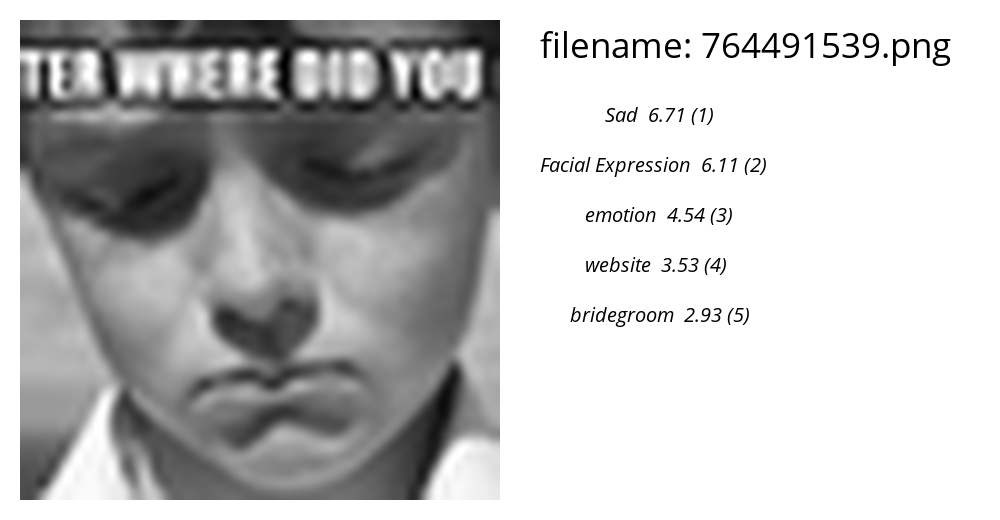 TER WHERE DID YOU
filename: 764491539.png
Sad 6.71 (1)
Facial Expression 6.11 (2)
emotion 4.54 (3)
website 3.53 (4)
bridegroom 2.93 (5)